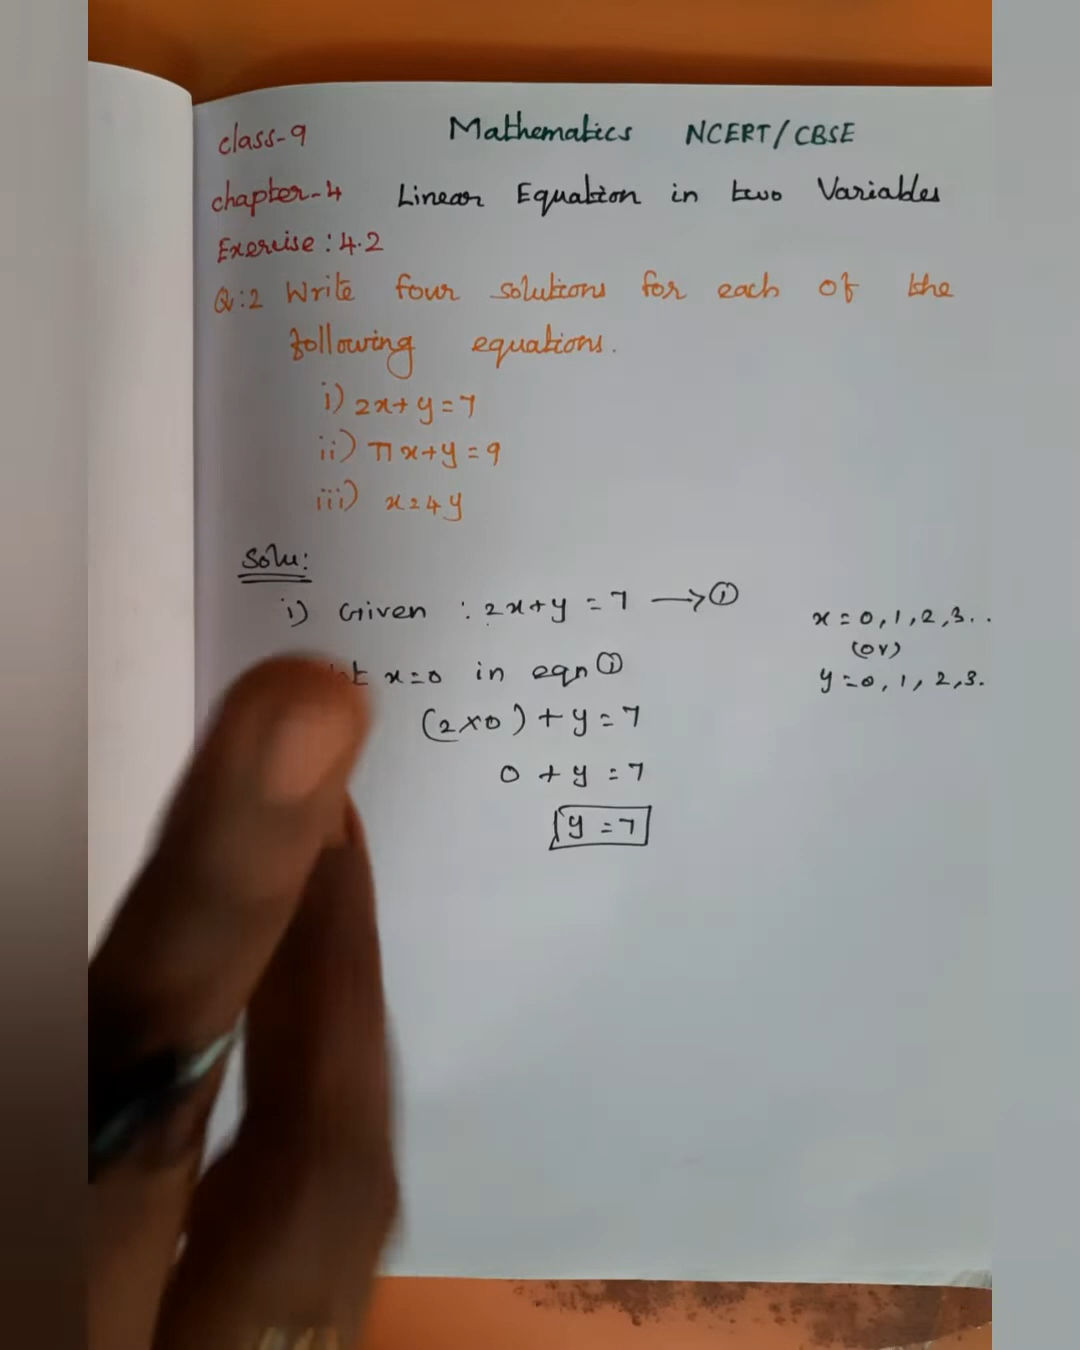 class-9 Mathematics NCERT/CBSE
chapter-4 Linear Equation in two Variables
Exercise: 4.2
Q:2 Write four solutions for each of the
following equations.
i) 2x+y=7
ii) πx+y=9
iii) x=4y
Solu:
i) Given : 2x+y=7 →①
x=0,1,2,3..
(or)
y=0,1,2,3.
x=0 in eqn①
(2×0)+y=7
0+y=7
y=7